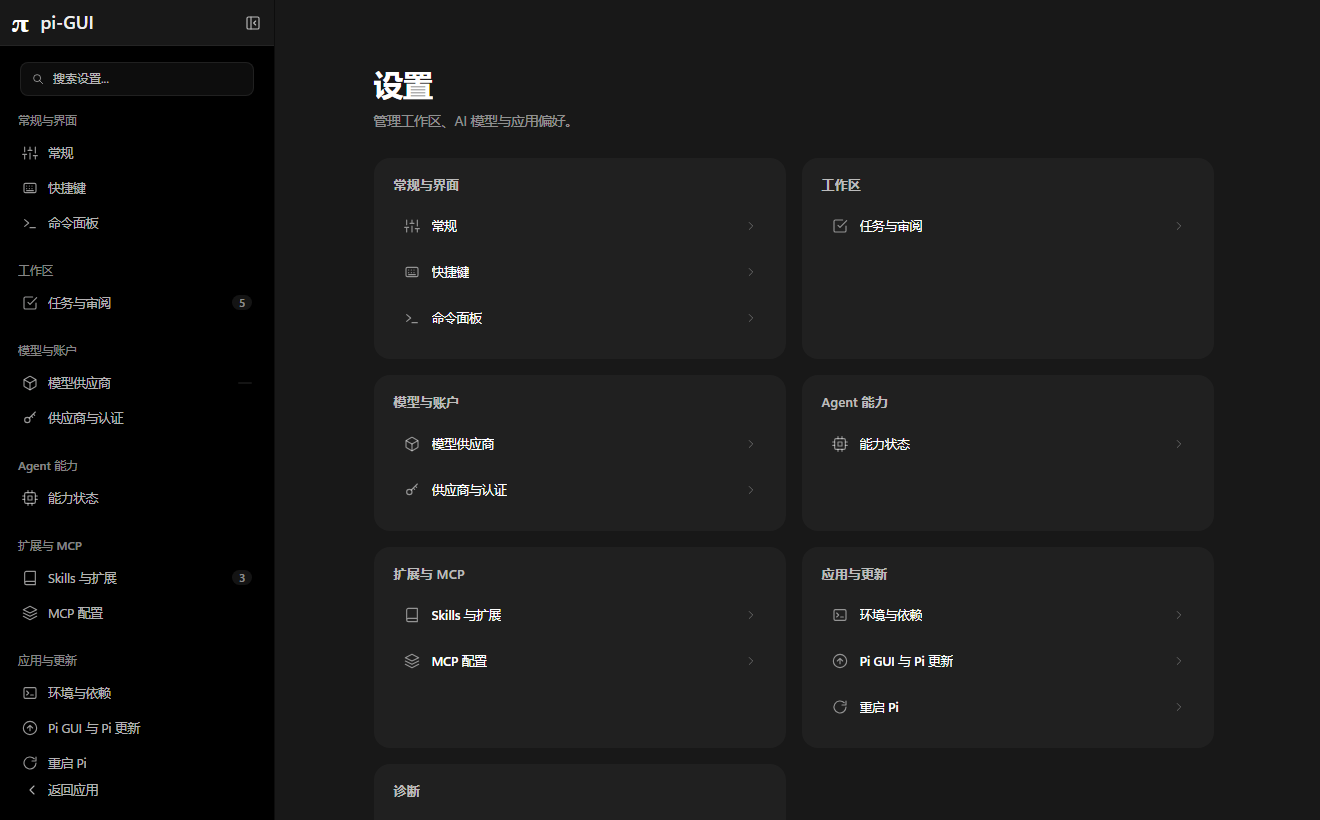 π pi-GUI
搜索设置...
常规与界面
常规
快捷键
命令面板
工作区
任务与审阅 5
模型与账户
模型供应商 —
供应商与认证
Agent 能力
能力状态
扩展与 MCP
Skills 与扩展 3
MCP 配置
应用与更新
环境与依赖
Pi GUI 与 Pi 更新
重启 Pi
返回应用
设置
管理工作区、AI 模型与应用偏好。
常规与界面
常规
快捷键
命令面板
工作区
任务与审阅
模型与账户
模型供应商
供应商与认证
Agent 能力
能力状态
扩展与 MCP
Skills 与扩展
MCP 配置
应用与更新
环境与依赖
Pi GUI 与 Pi 更新
重启 Pi
诊断